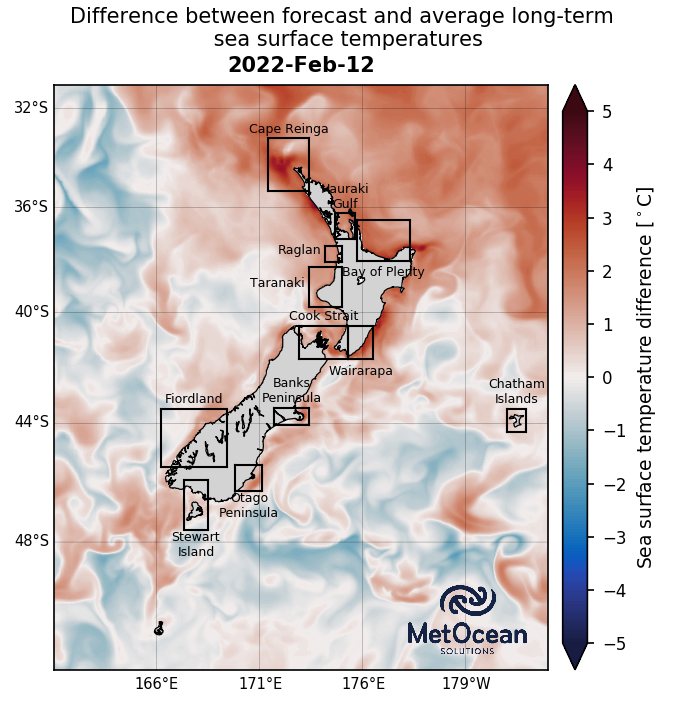 Difference between forecast and average long-term
sea surface temperatures
2022-Feb-12
32°S
36°S
40°S
44°S
48°S
Cape Reinga
Hauraki
Gulf
Raglan
Bay of Plenty
Taranaki
Cook Strait
Wairarapa
Banks
Peninsula
Fiordland
Chatham
Islands
Otago
Peninsula
Stewart
Island
MetOcean
SOLUTIONS
166°E
171°E
176°E
179°W
5
4
3
2
1
0
−1
−2
−3
−4
−5
Sea surface temperature difference [°C]